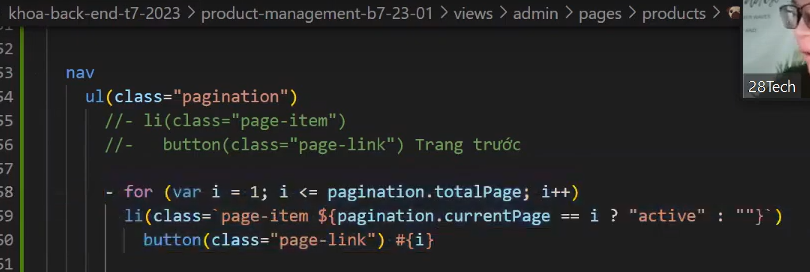 khoa-back-end-t7-2023 > product-management-b7-23-01 > views > admin > pages > products >
28Tech
52
53 nav
54 ul(class="pagination")
55 //- li(class="page-item")
56 //-   button(class="page-link") Trang trước
57
58 - for (var i = 1; i <= pagination.totalPage; i++)
59 li(class=`page-item ${pagination.currentPage == i ? "active" : ""}`)
60 button(class="page-link") #{i}
61